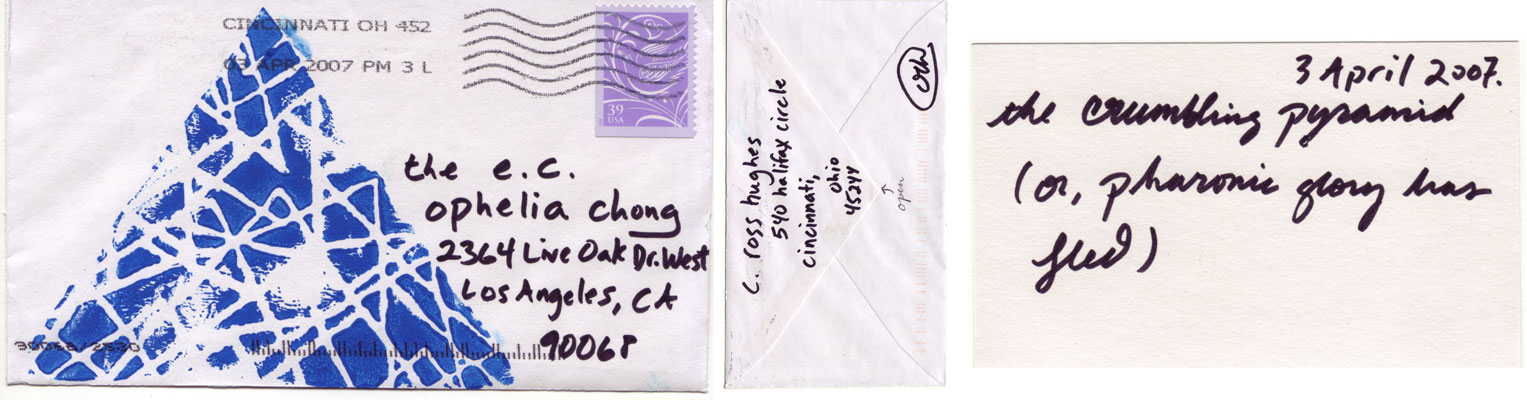 CINCINNATI OH 452
03 APR 2007 PM 3 L
39
USA
the e.c.
ophelia chong
2364 Live Oak Dr. West
Los Angeles, CA
90068
90068/2530
c. ross hughes
540 halifax circle
cincinnati,
ohio
45244
open
3 April 2007.
the crumbling pyramid
(or, pharonic glory has
fled)